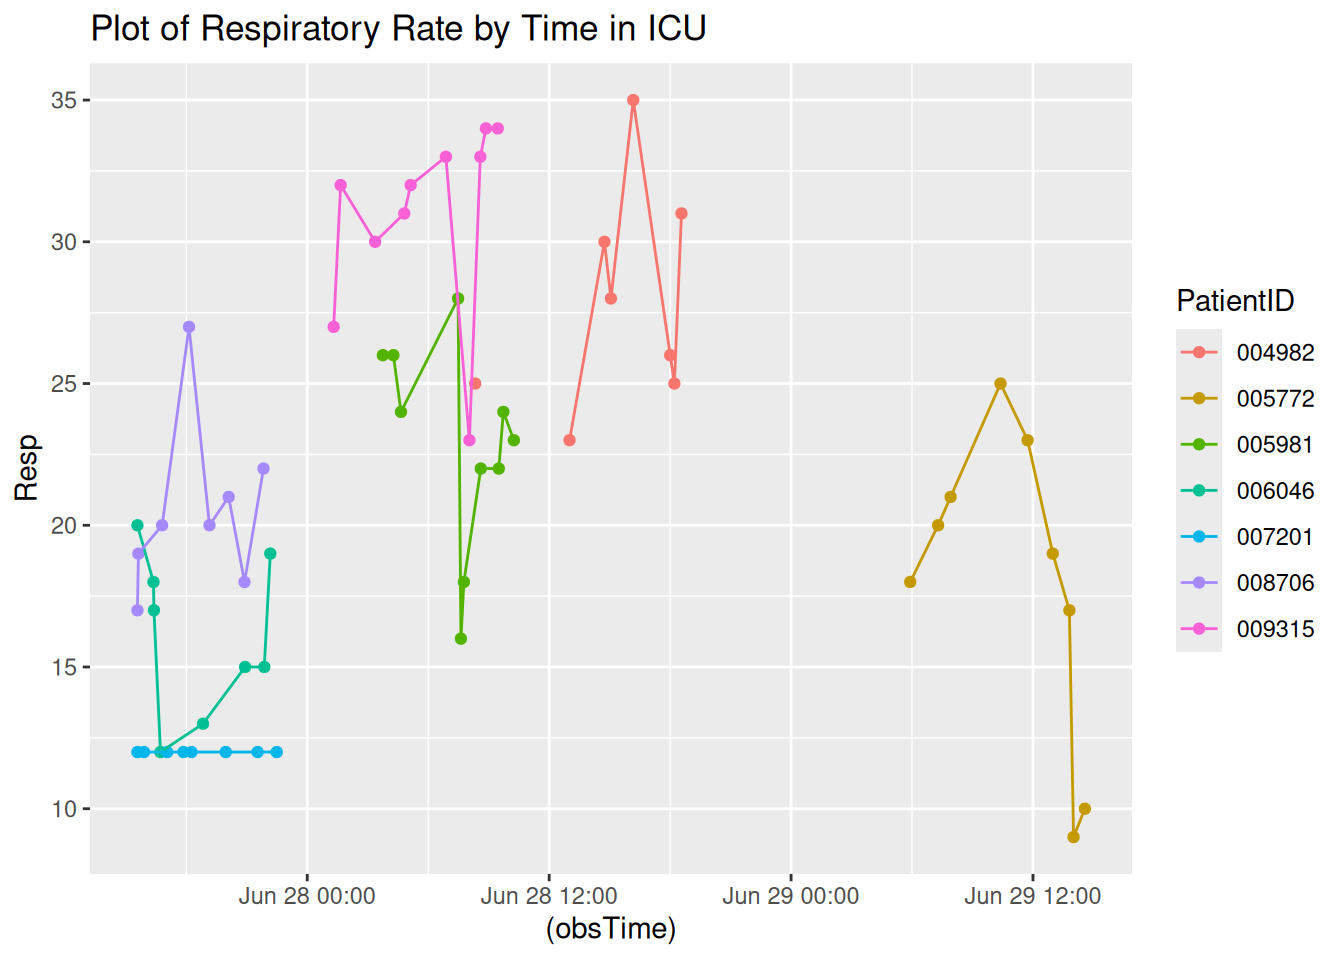 Plot of Respiratory Rate by Time in ICU
35
30
25
20
15
10
Resp
Jun 28 00:00
Jun 28 12:00
Jun 29 00:00
Jun 29 12:00
(obsTime)
PatientID
004982
005772
005981
006046
007201
008706
009315